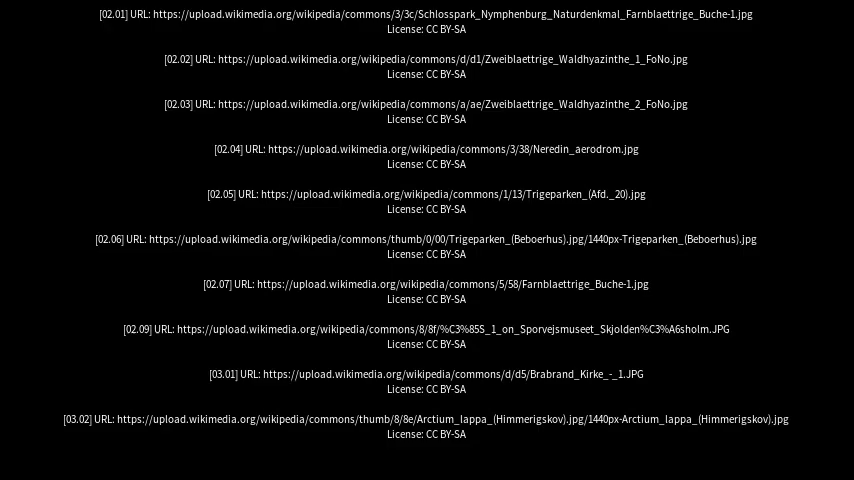 [02.01] URL: https://upload.wikimedia.org/wikipedia/commons/3/3c/Schlosspark_Nymphenburg_Naturdenkmal_Farnblaettrige_Buche-1.jpg
License: CC BY-SA
[02.02] URL: https://upload.wikimedia.org/wikipedia/commons/d/d1/Zweiblaettrige_Waldhyazinthe_1_FoNo.jpg
License: CC BY-SA
[02.03] URL: https://upload.wikimedia.org/wikipedia/commons/a/ae/Zweiblaettrige_Waldhyazinthe_2_FoNo.jpg
License: CC BY-SA
[02.04] URL: https://upload.wikimedia.org/wikipedia/commons/3/38/Neredin_aerodrom.jpg
License: CC BY-SA
[02.05] URL: https://upload.wikimedia.org/wikipedia/commons/1/13/Trigeparken_(Afd._20).jpg
License: CC BY-SA
[02.06] URL: https://upload.wikimedia.org/wikipedia/commons/thumb/0/00/Trigeparken_(Beboerhus).jpg/1440px-Trigeparken_(Beboerhus).jpg
License: CC BY-SA
[02.07] URL: https://upload.wikimedia.org/wikipedia/commons/5/58/Farnblaettrige_Buche-1.jpg
License: CC BY-SA
[02.09] URL: https://upload.wikimedia.org/wikipedia/commons/8/8f/%C3%85S_1_on_Sporvejsmuseet_Skjolden%C3%A6sholm.JPG
License: CC BY-SA
[03.01] URL: https://upload.wikimedia.org/wikipedia/commons/d/d5/Brabrand_Kirke_-_1.JPG
License: CC BY-SA
[03.02] URL: https://upload.wikimedia.org/wikipedia/commons/thumb/8/8e/Arctium_lappa_(Himmerigskov).jpg/1440px-Arctium_lappa_(Himmerigskov).jpg
License: CC BY-SA